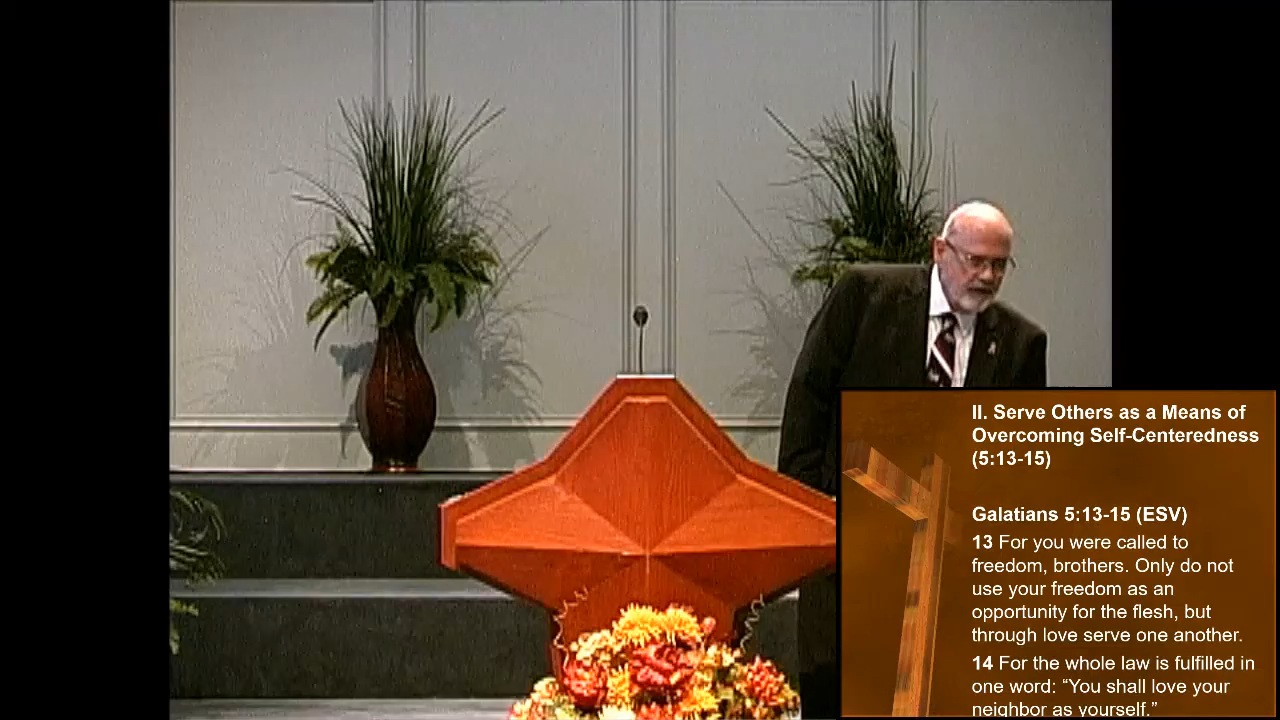 II. Serve Others as a Means of
Overcoming Self-Centeredness
(5:13-15)
Galatians 5:13-15 (ESV)
13 For you were called to
freedom, brothers. Only do not
use your freedom as an
opportunity for the flesh, but
through love serve one another.
14 For the whole law is fulfilled in
one word: “You shall love your
neighbor as yourself.”